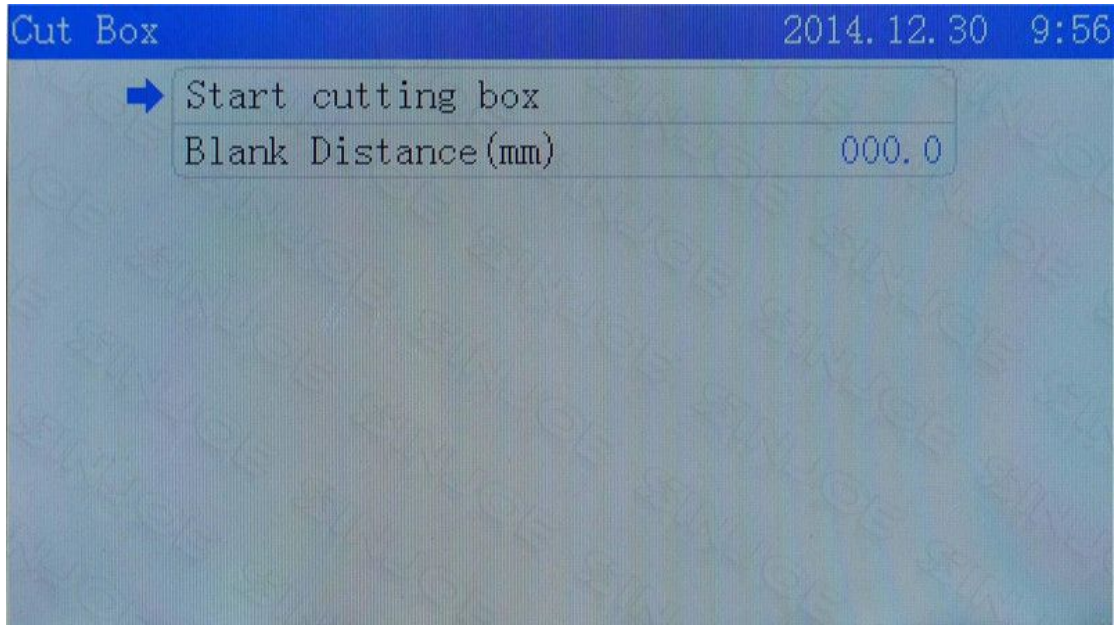 Cut Box 2014.12.30 9:56
Start cutting box
Blank Distance(mm) 000.0